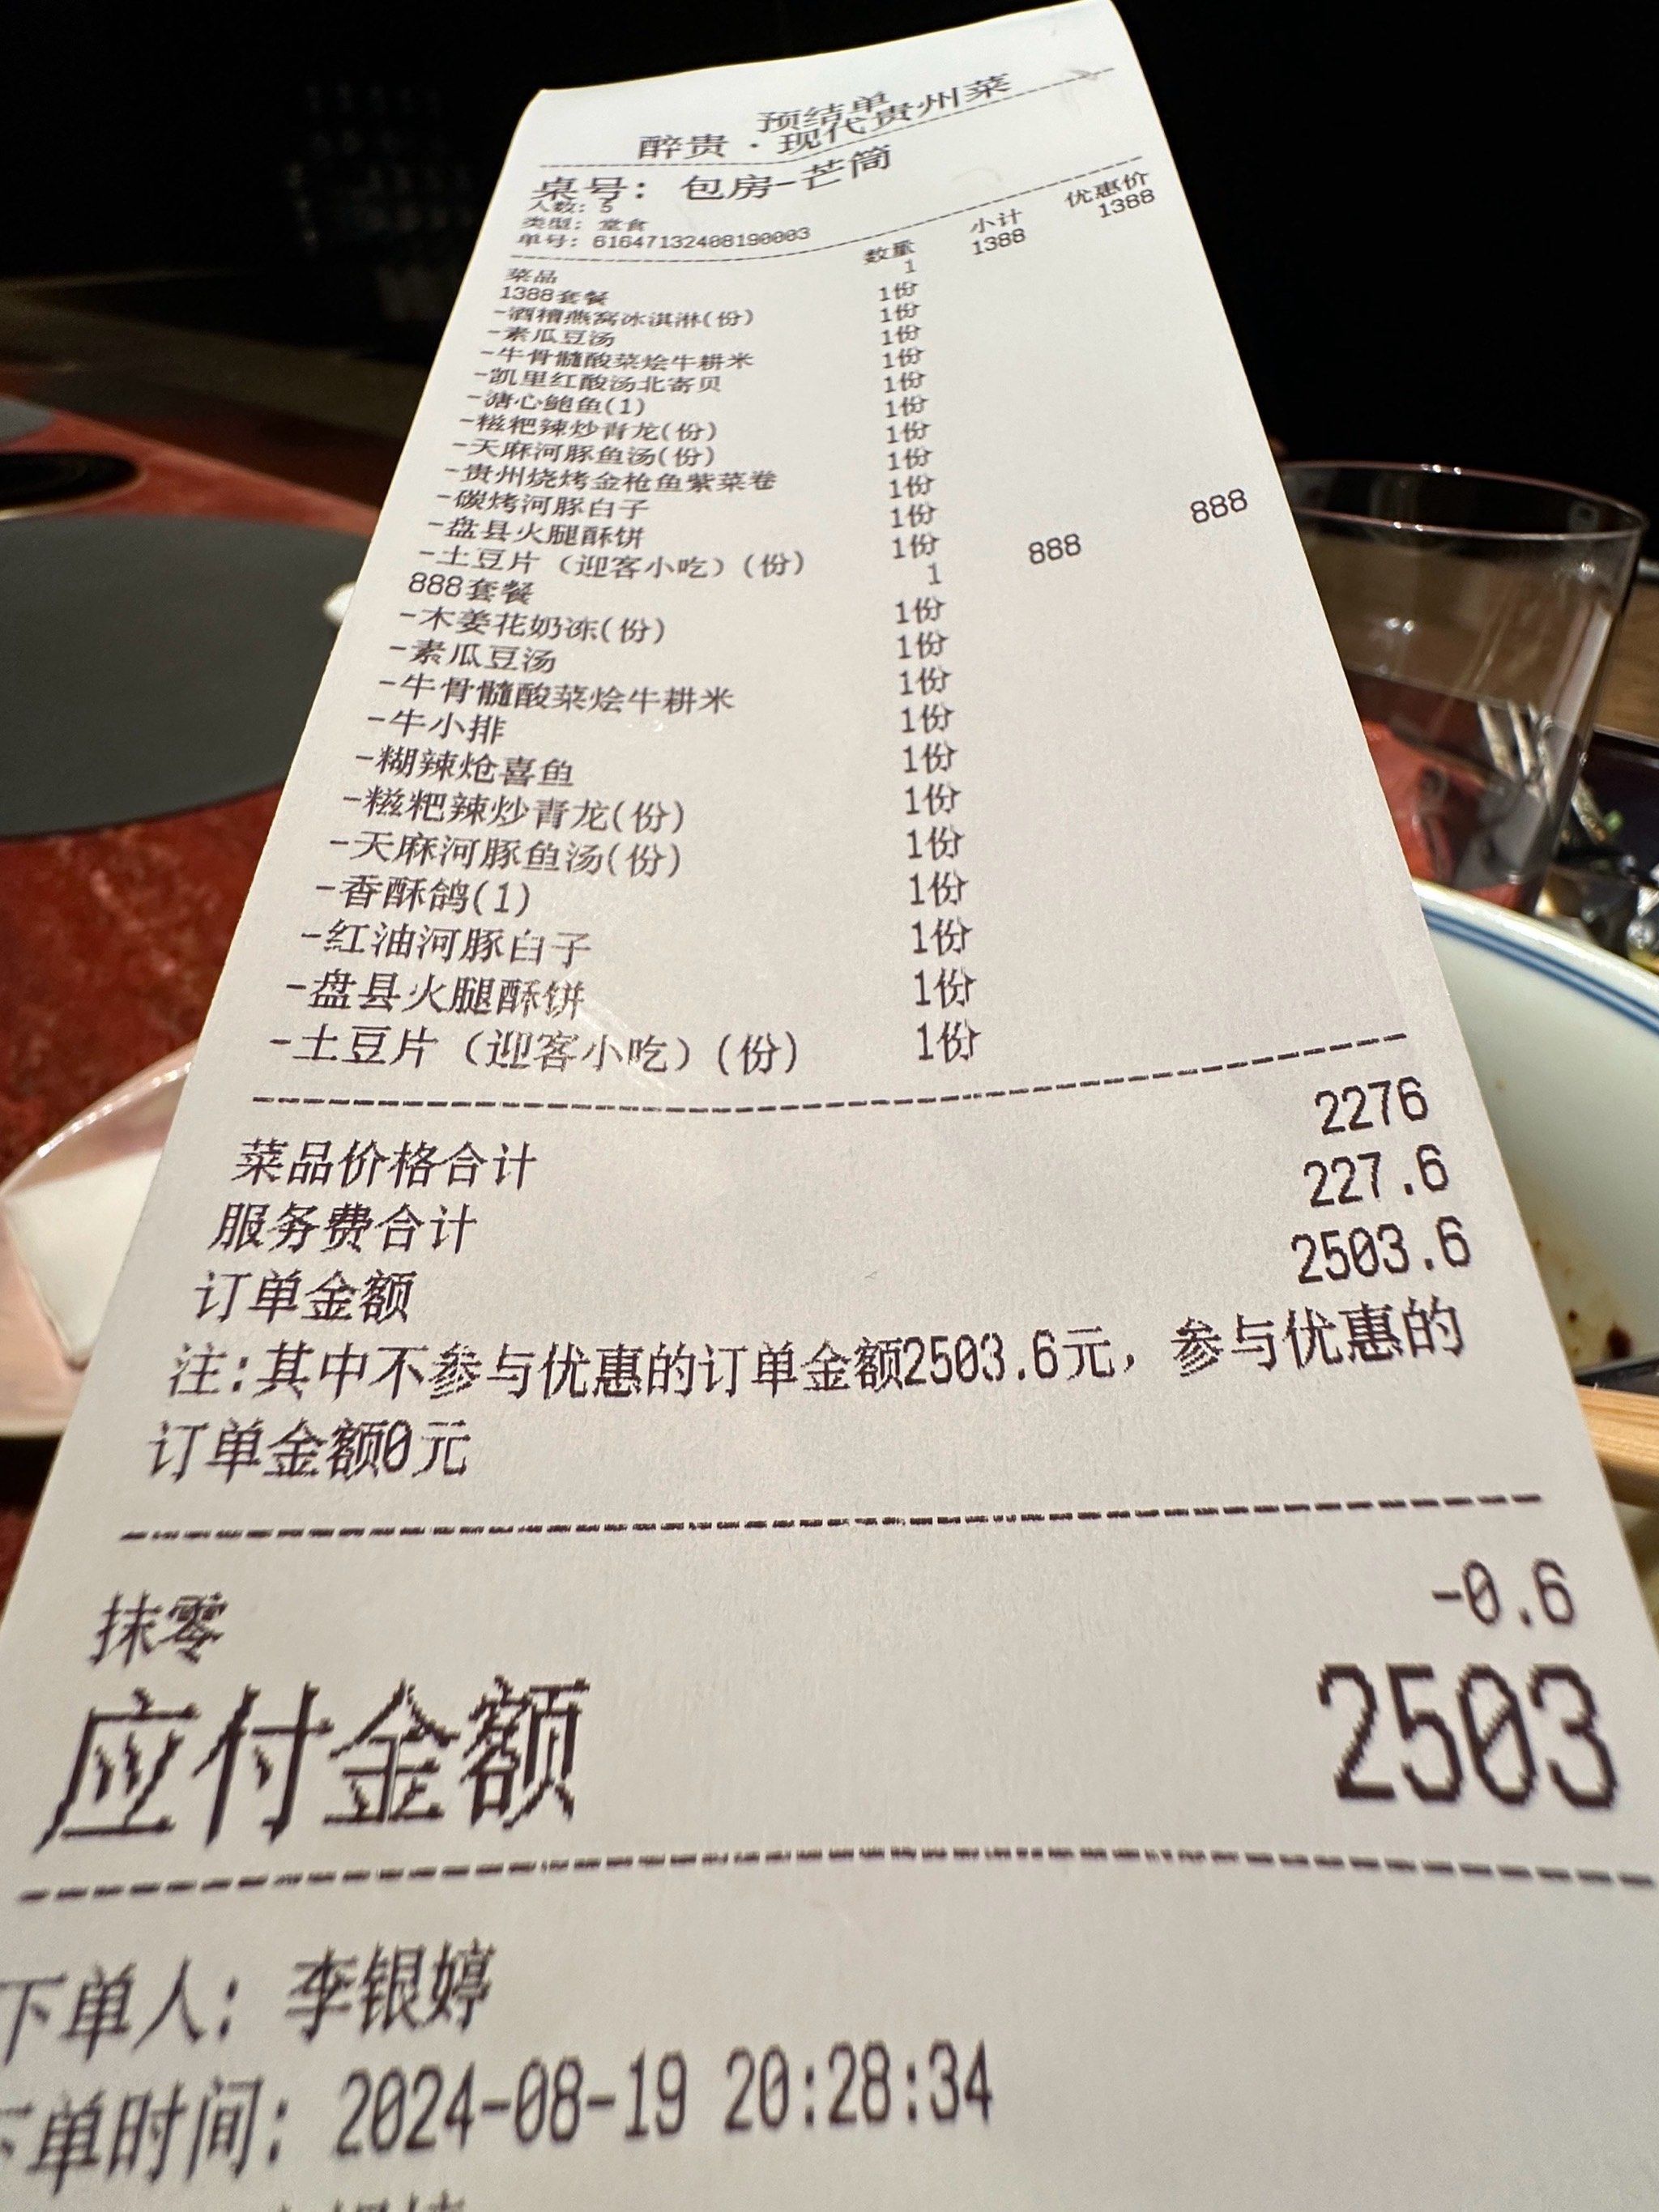 预结单
醉贵·现代贵州菜
桌号: 包房-芒筒
人数: 5
类型: 堂食
单号: 61647132408190003
菜品 数量 小计 优惠价
1388套餐 1 1388 1388
-酒糟燕窝冰淇淋(份) 1份
-素瓜豆汤 1份
-牛骨髓酸菜烩牛耕米 1份
-凯里红酸汤北寄贝 1份
-溏心鲍鱼(1) 1份
-糍粑辣炒青龙(份) 1份
-天麻河豚鱼汤(份) 1份
-贵州烧烤金枪鱼紫菜卷 1份
-碳烤河豚白子 1份
-盘县火腿酥饼 1份
-土豆片（迎客小吃）(份) 1份
888套餐 1 888 888
-木姜花奶冻(份) 1份
-素瓜豆汤 1份
-牛骨髓酸菜烩牛耕米 1份
-牛小排 1份
-糊辣炝喜鱼 1份
-糍粑辣炒青龙(份) 1份
-天麻河豚鱼汤(份) 1份
-香酥鸽(1) 1份
-红油河豚白子 1份
-盘县火腿酥饼 1份
-土豆片（迎客小吃）(份) 1份
菜品价格合计 2276
服务费合计 227.6
订单金额 2503.6
注:其中不参与优惠的订单金额2503.6元，参与优惠的
订单金额0元
抹零 -0.6
应付金额 2503
下单人: 李银婷
下单时间: 2024-08-19 20:28:34